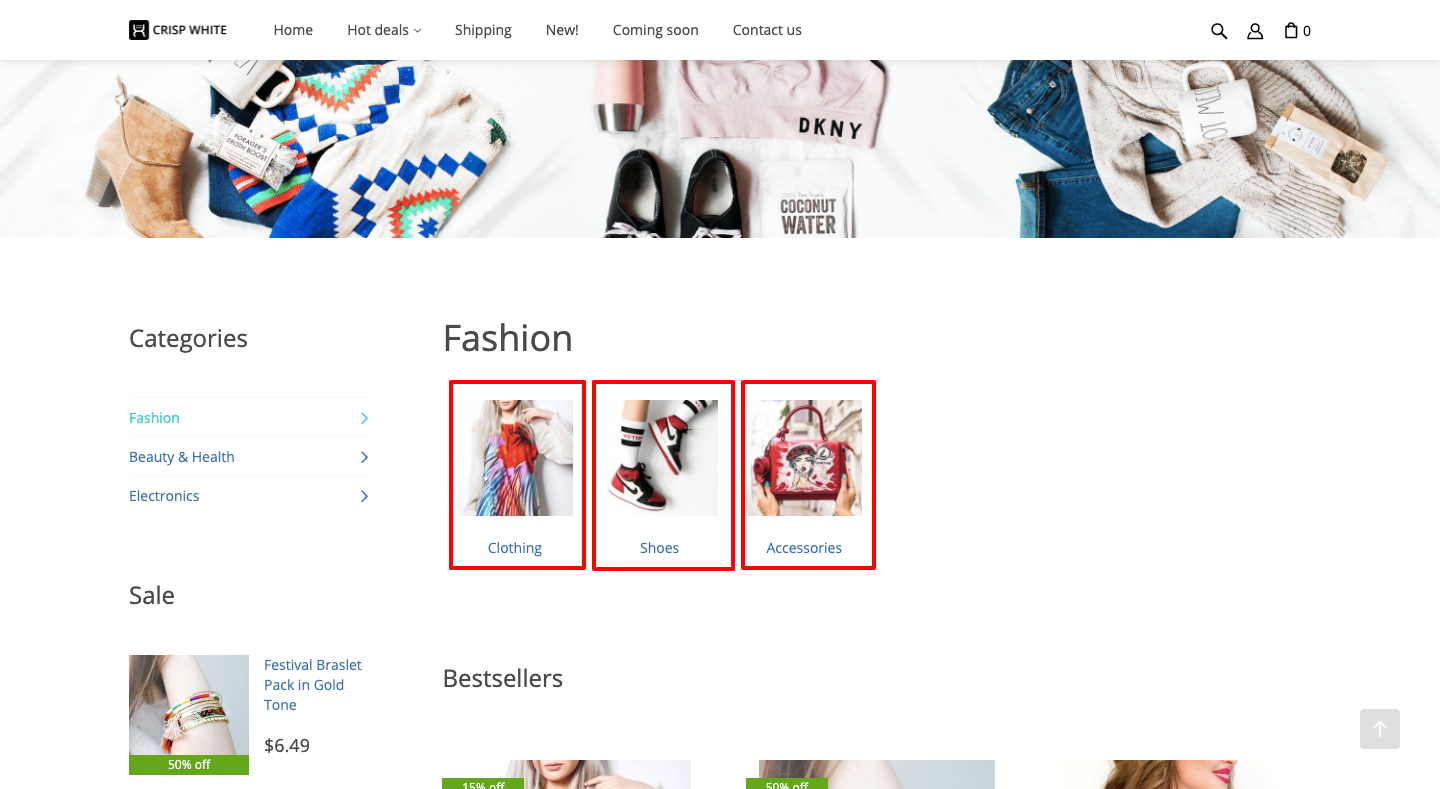 CRISP WHITE
Home
Hot deals
Shipping
New!
Coming soon
Contact us
0
FORAGER'S
BROTH BOOST
DKNY
COCONUT
WATER
Categories
Fashion
Beauty & Health
Electronics
Fashion
Clothing
Shoes
Accessories
Sale
Festival Braslet
Pack in Gold
Tone
$6.49
50% off
Bestsellers
15% off
50% off